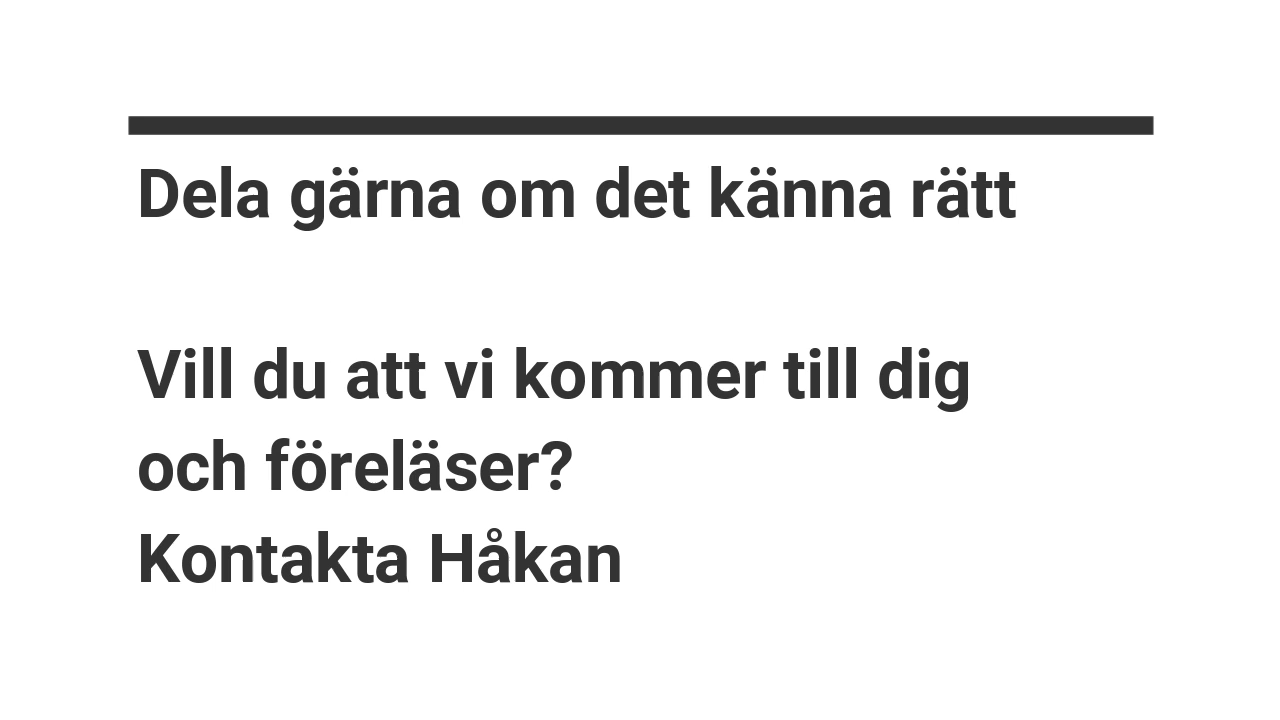 Dela gärna om det känna rätt
Vill du att vi kommer till dig
och föreläser?
Kontakta Håkan